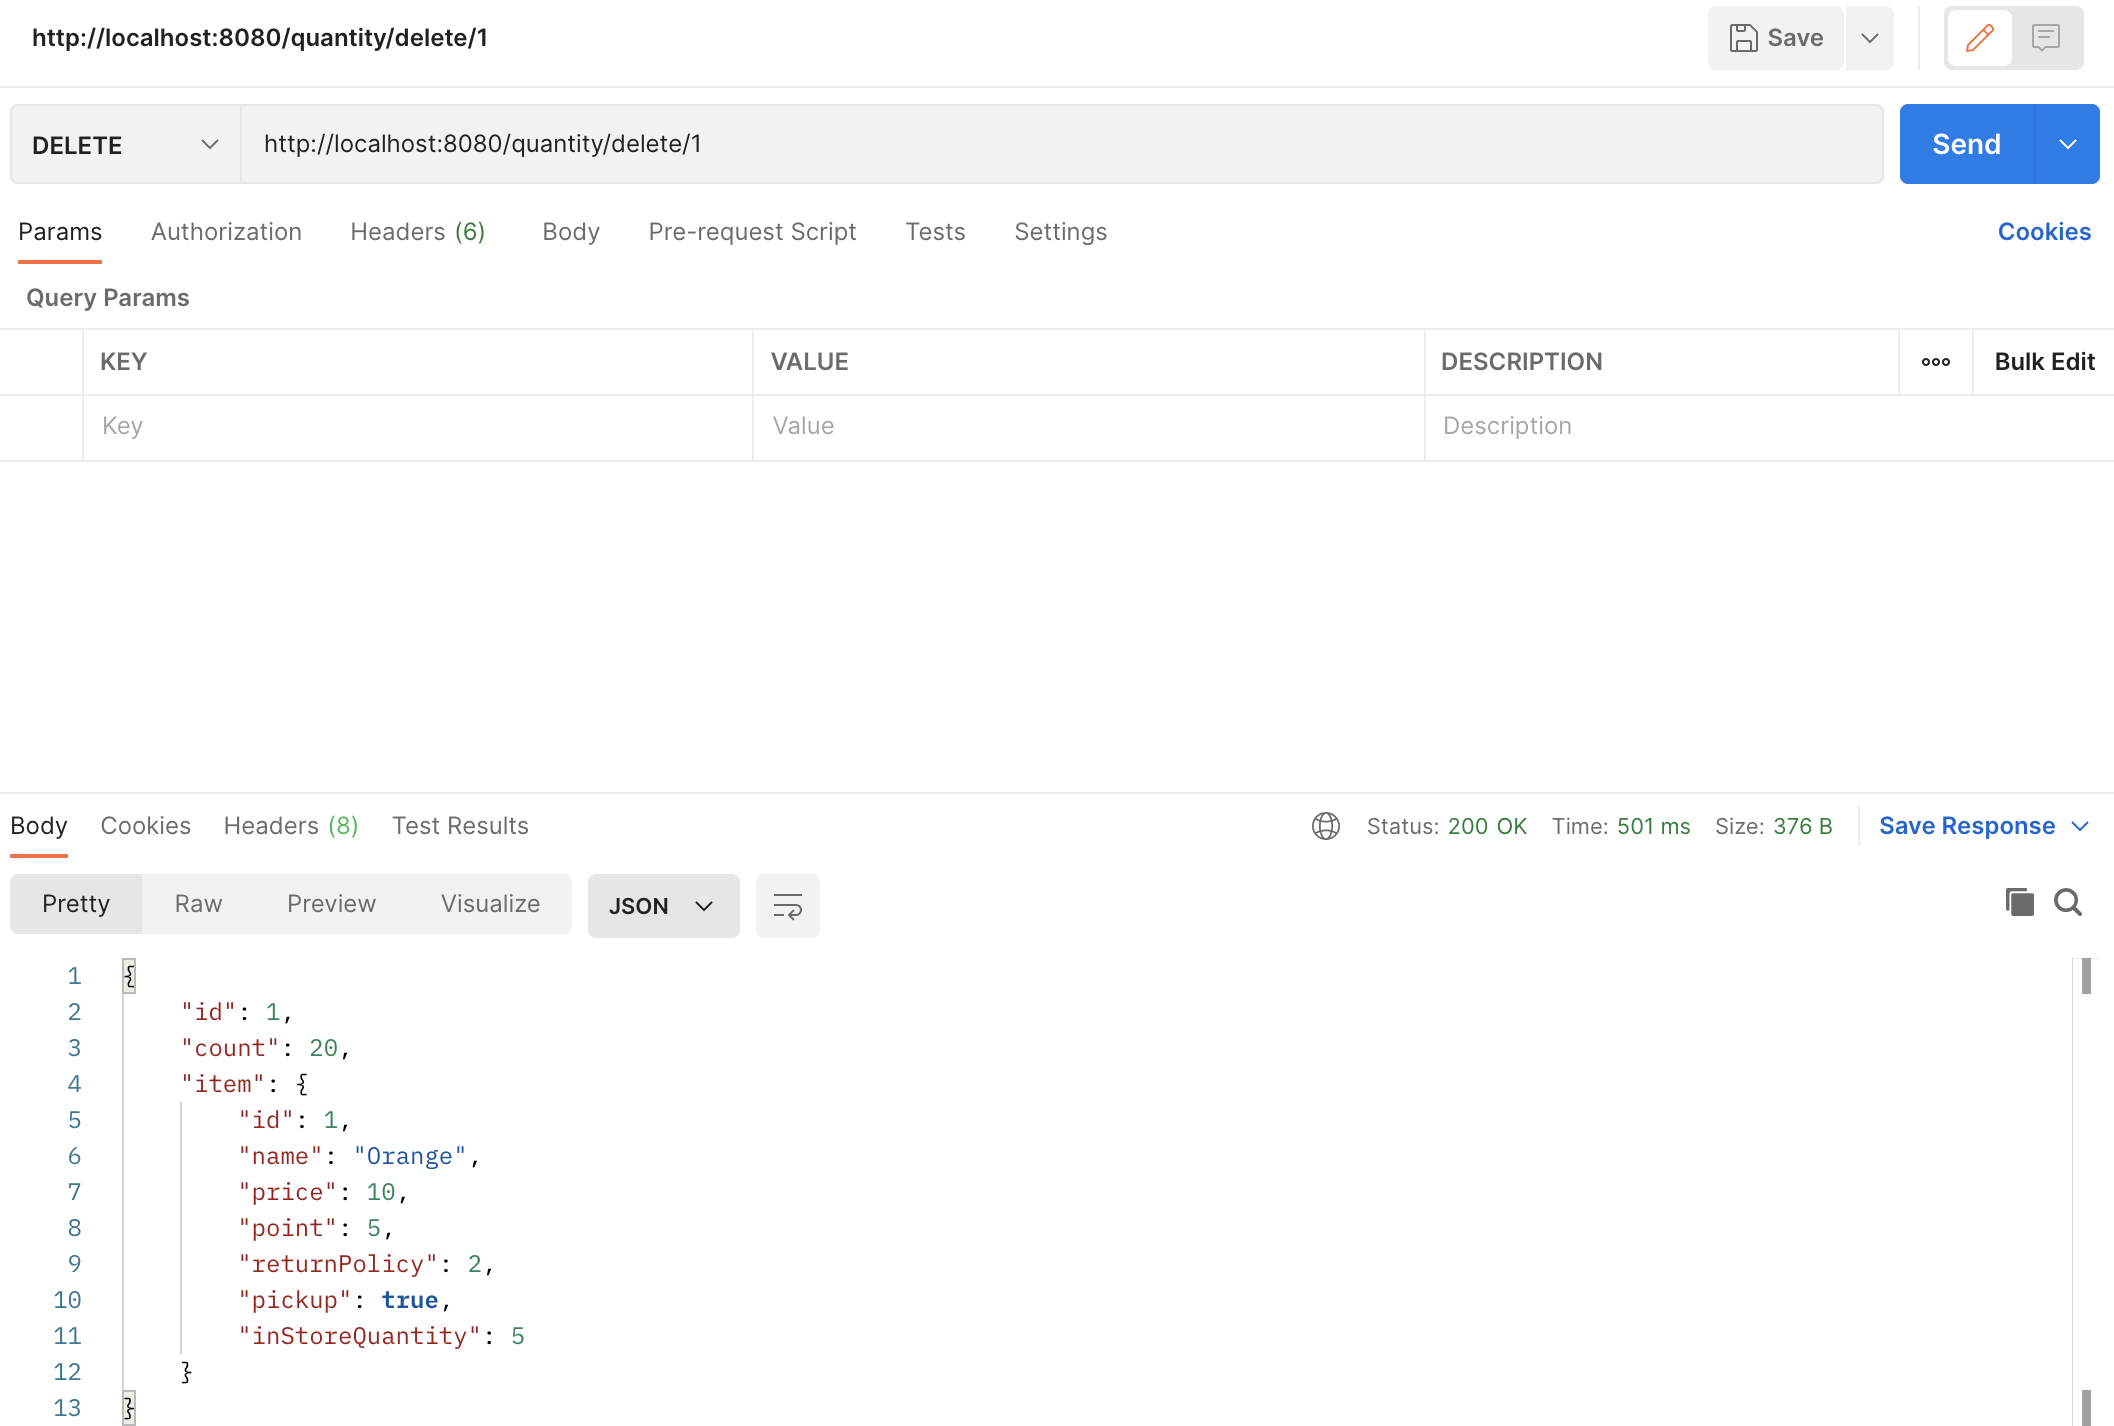 http://localhost:8080/quantity/delete/1
Save
DELETE
http://localhost:8080/quantity/delete/1
Send
Params Authorization Headers (6) Body Pre-request Script Tests Settings Cookies
Query Params
KEY VALUE DESCRIPTION Bulk Edit
Key Value Description
Body Cookies Headers (8) Test Results Status: 200 OK Time: 501 ms Size: 376 B Save Response
Pretty Raw Preview Visualize JSON
1 {
2 "id": 1,
3 "count": 20,
4 "item": {
5 "id": 1,
6 "name": "Orange",
7 "price": 10,
8 "point": 5,
9 "returnPolicy": 2,
10 "pickup": true,
11 "inStoreQuantity": 5
12 }
13 }